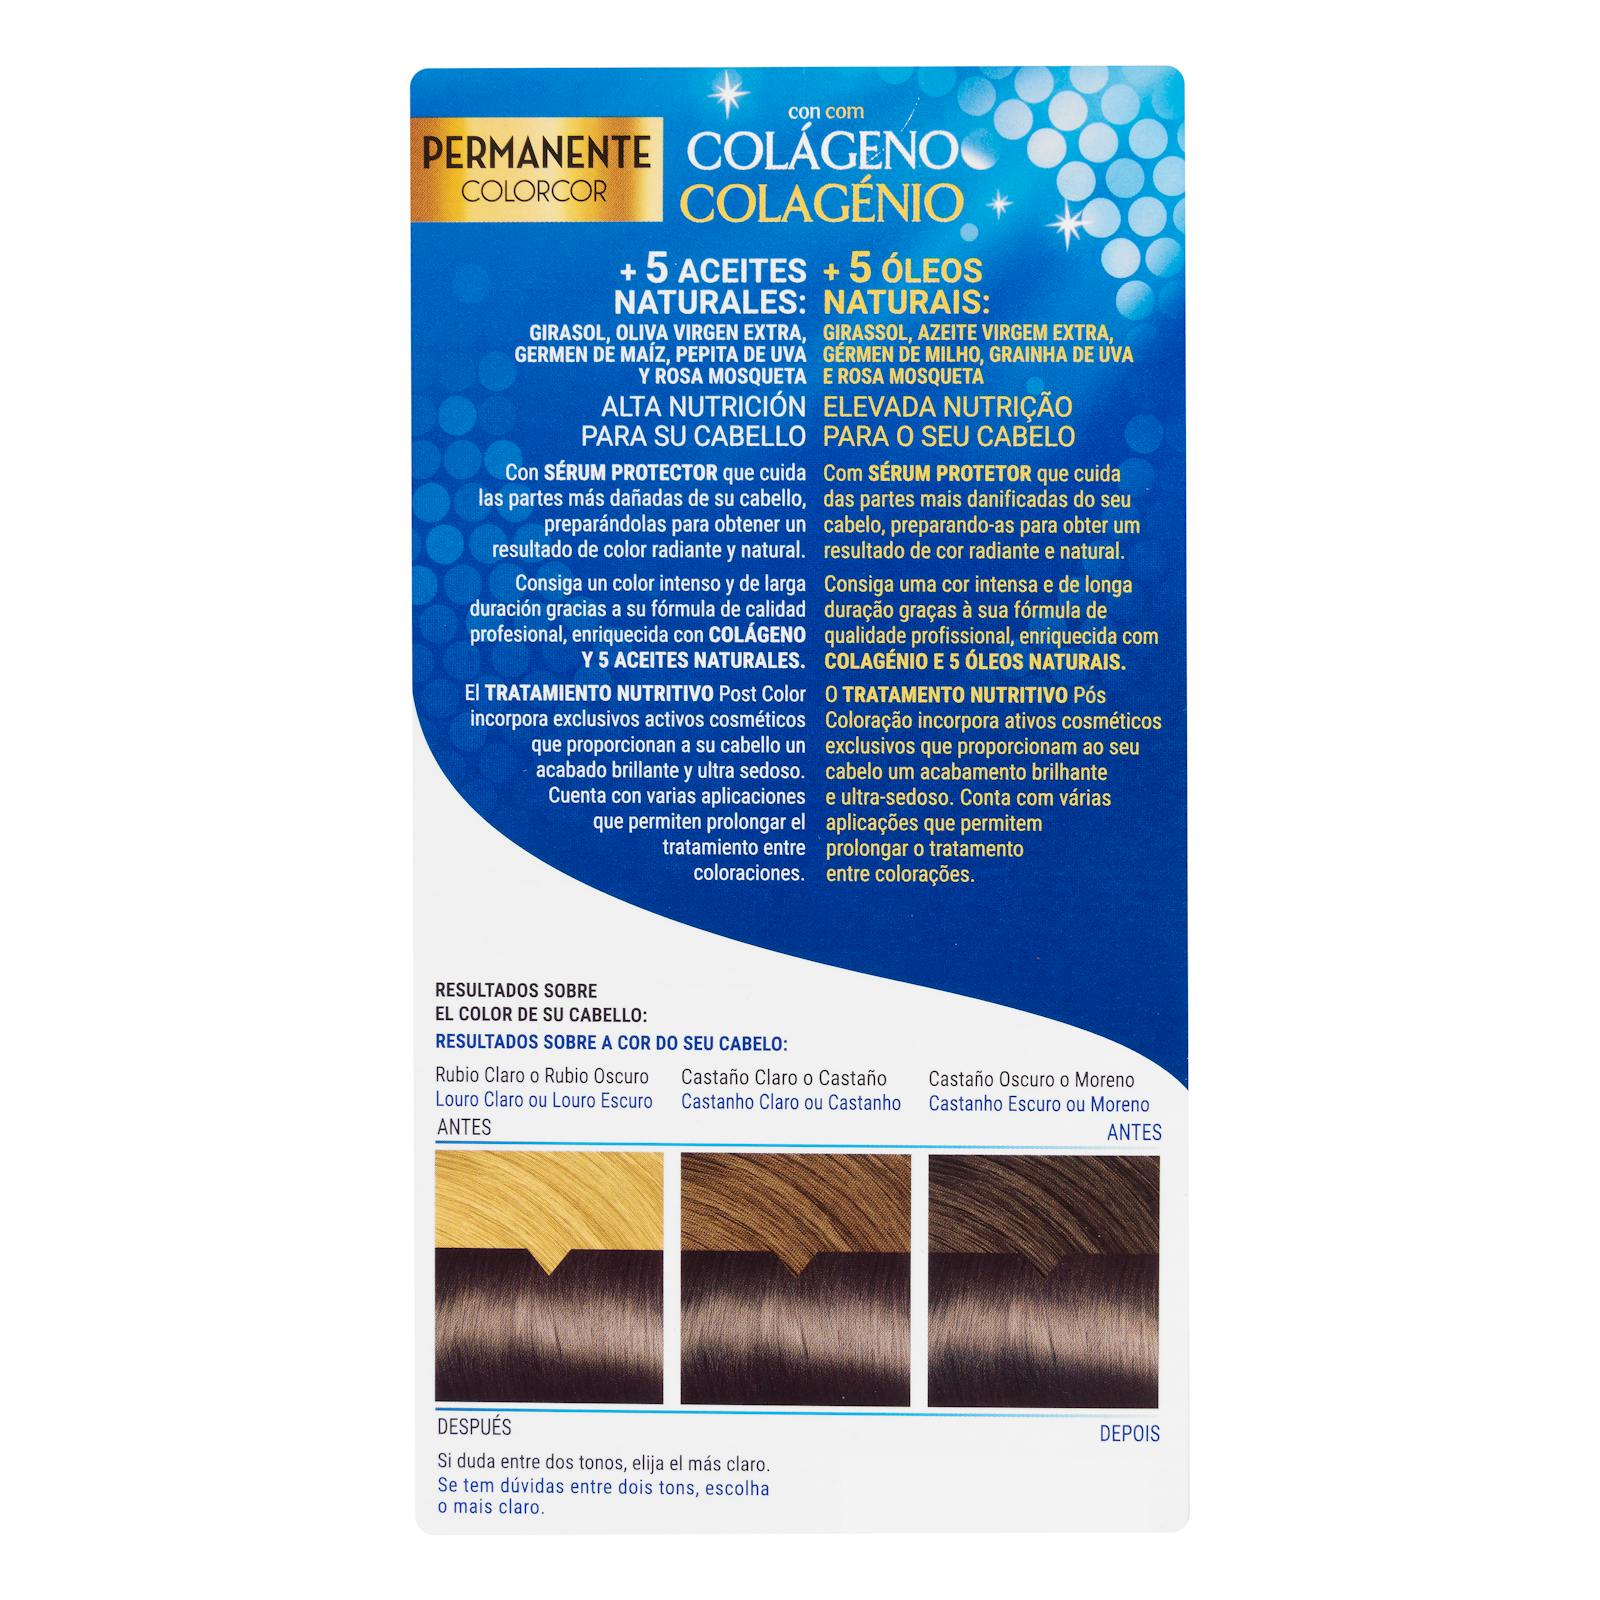 PERMANENTE
COLORCOR
con com
COLÁGENO
COLAGÉNIO
+ 5 ACEITES
NATURALES:
GIRASOL, OLIVA VIRGEN EXTRA,
GERMEN DE MAÍZ, PEPITA DE UVA
Y ROSA MOSQUETA
ALTA NUTRICIÓN
PARA SU CABELLO
Con SÉRUM PROTECTOR que cuida
las partes más dañadas de su cabello,
preparándolas para obtener un
resultado de color radiante y natural.
Consiga un color intenso y de larga
duración gracias a su fórmula de calidad
profesional, enriquecida con COLÁGENO
Y 5 ACEITES NATURALES.
El TRATAMIENTO NUTRITIVO Post Color
incorpora exclusivos activos cosméticos
que proporcionan a su cabello un
acabado brillante y ultra sedoso.
Cuenta con varias aplicaciones
que permiten prolongar el
tratamiento entre
coloraciones.
+ 5 ÓLEOS
NATURAIS:
GIRASSOL, AZEITE VIRGEM EXTRA,
GÉRMEN DE MILHO, GRAINHA DE UVA
E ROSA MOSQUETA
ELEVADA NUTRIÇÃO
PARA O SEU CABELO
Com SÉRUM PROTETOR que cuida
das partes mais danificadas do seu
cabelo, preparando-as para obter um
resultado de cor radiante e natural.
Consiga uma cor intensa e de longa
duração graças à sua fórmula de
qualidade profissional, enriquecida com
COLAGÉNIO E 5 ÓLEOS NATURAIS.
O TRATAMENTO NUTRITIVO Pós
Coloração incorpora ativos cosméticos
exclusivos que proporcionam ao seu
cabelo um acabamento brilhante
e ultra-sedoso. Conta com várias
aplicações que permitem
prolongar o tratamento
entre colorações.
RESULTADOS SOBRE
EL COLOR DE SU CABELLO:
RESULTADOS SOBRE A COR DO SEU CABELO:
Rubio Claro o Rubio Oscuro
Louro Claro ou Louro Escuro
Castaño Claro o Castaño
Castanho Claro ou Castanho
Castaño Oscuro o Moreno
Castanho Escuro ou Moreno
ANTES
ANTES
DESPUÉS
DEPOIS
Si duda entre dos tonos, elija el más claro.
Se tem dúvidas entre dois tons, escolha
o mais claro.